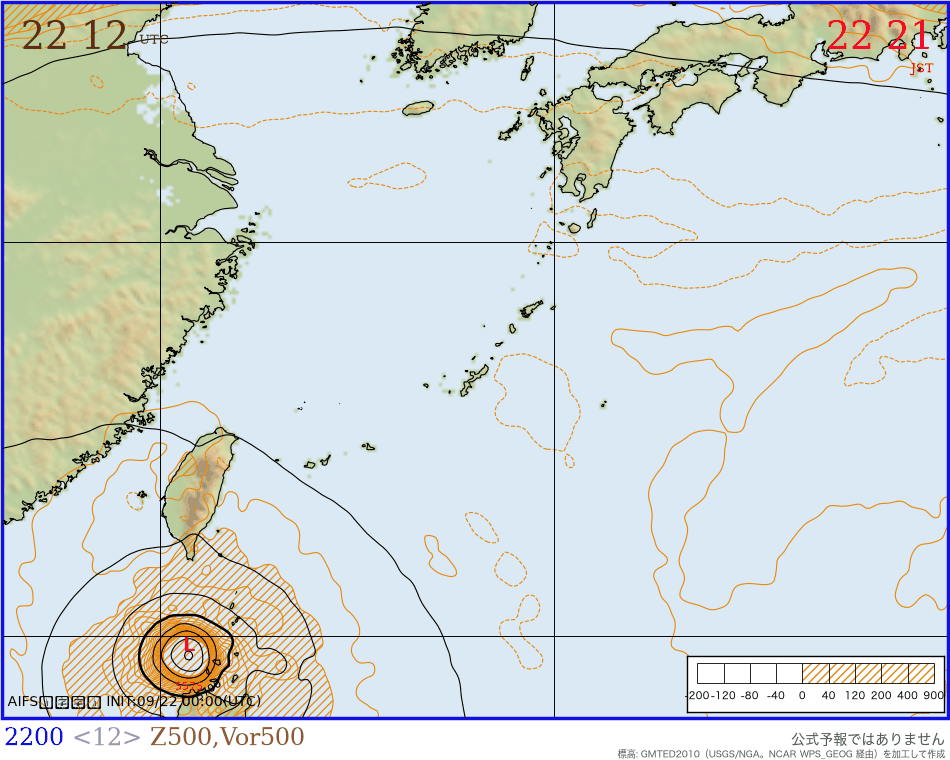 22 12 UTC
22 21
JST
L
AIFS□□□□ INIT:09/22 00:00(UTC)
-200 -120 -80 -40 0 40 120 200 400 900
2200 <12> Z500,Vor500
公式予報ではありません
標高: GMTED2010（USGS/NGA。NCAR WPS_GEOG 経由）を加工して作成